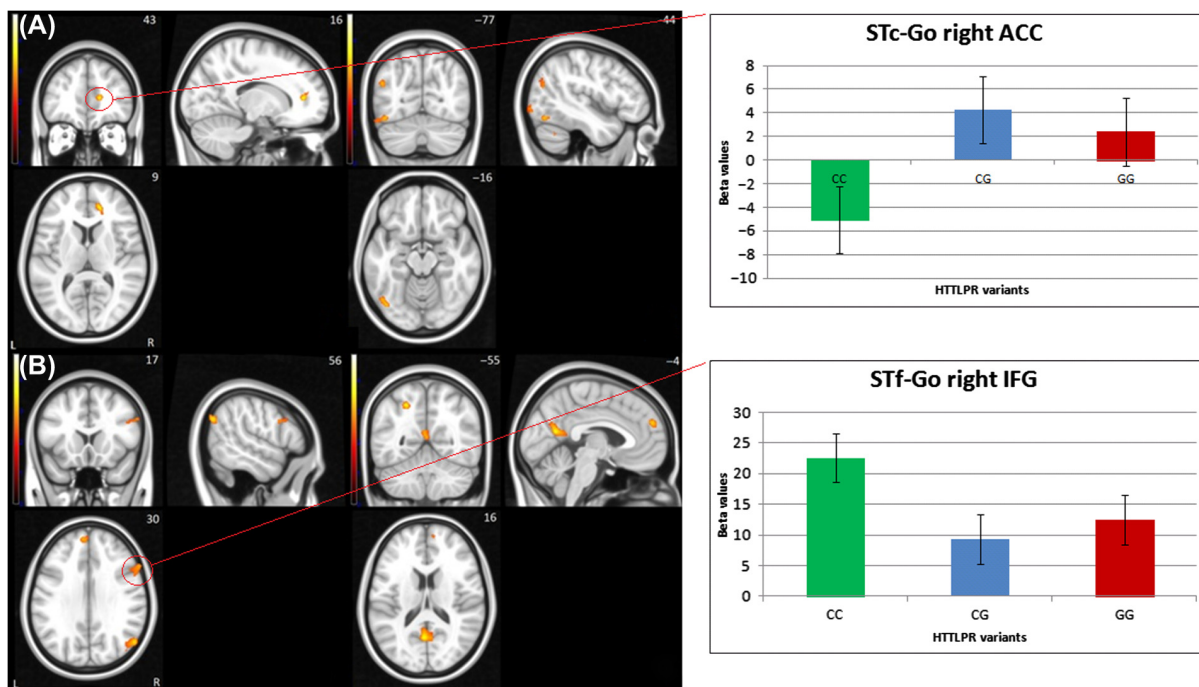 (A)
43
16
−77
−44
9
−16
L
R
STc-Go right ACC
8
6
4
2
0
−2
−4
−6
−8
−10
Beta values
CC
CG
GG
HTTLPR variants
(B)
17
56
−55
−4
30
16
L
R
STf-Go right IFG
30
25
20
15
10
5
0
Beta values
CC
CG
GG
HTTLPR variants